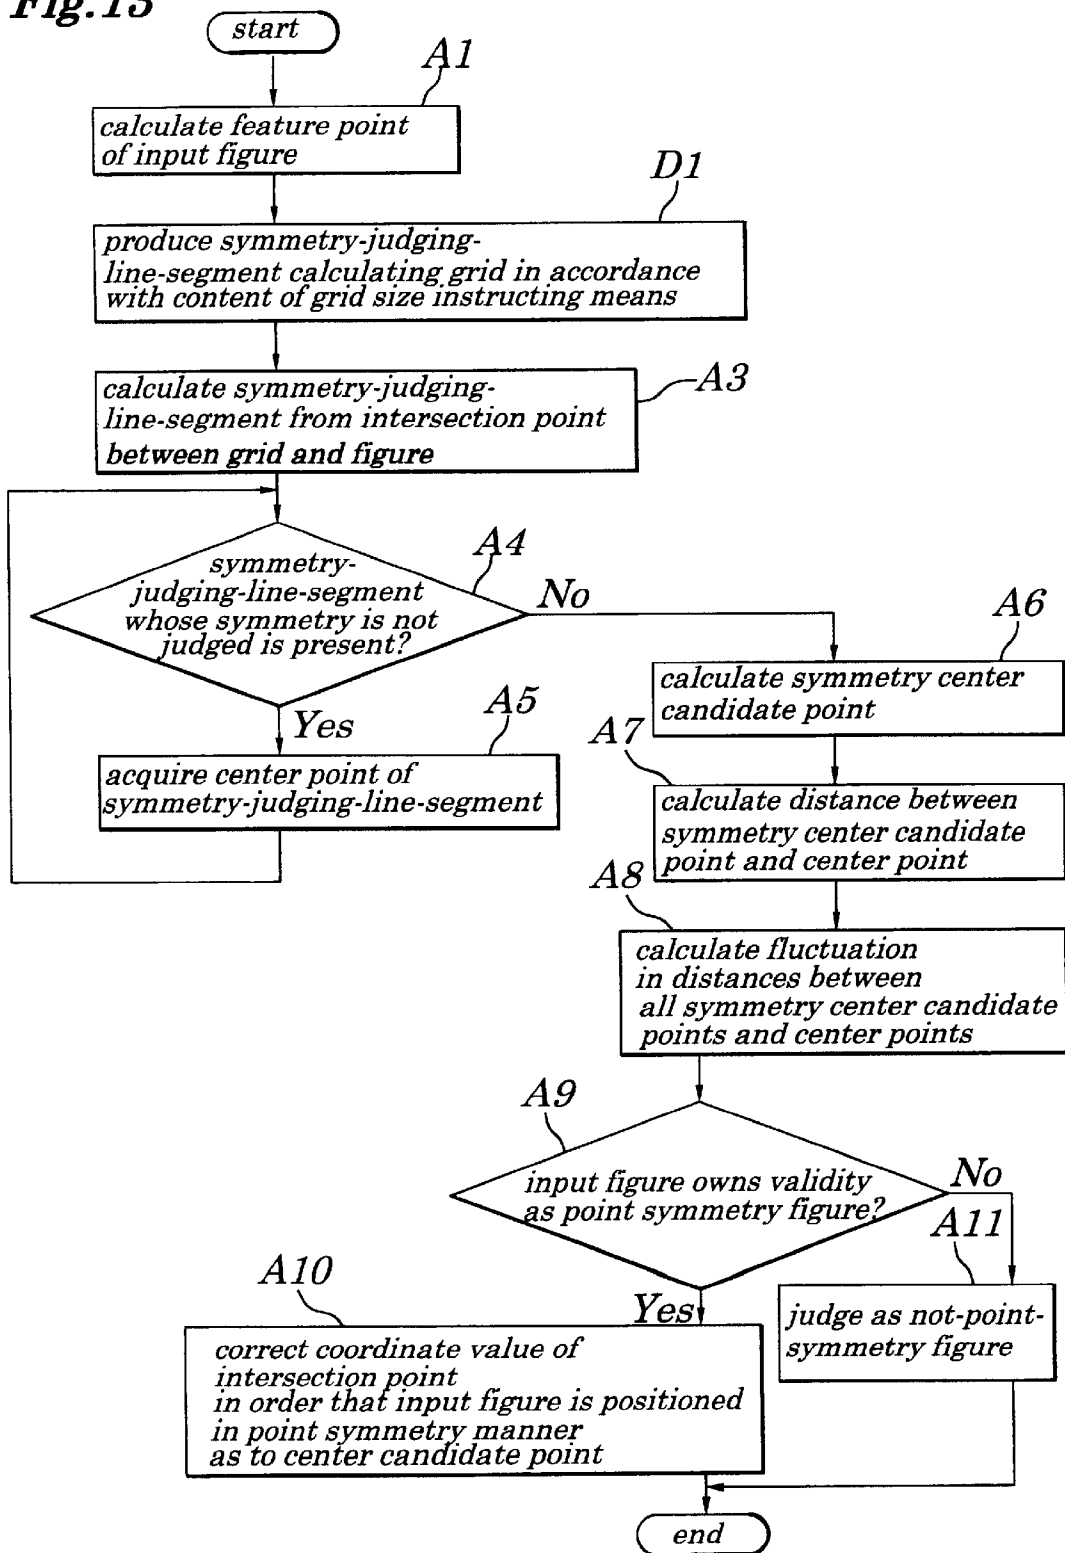 Fig.13
start
A1
calculate feature point
of input figure
D1
produce symmetry-judging-
line-segment calculating grid in accordance
with content of grid size instructing means
A3
calculate symmetry-judging-
line-segment from intersection point
between grid and figure
A4
symmetry-
judging-line-segment
whose symmetry is not
judged is present?
No
Yes
A5
acquire center point of
symmetry-judging-line-segment
A6
calculate symmetry center
candidate point
A7
calculate distance between
symmetry center candidate
point and center point
A8
calculate fluctuation
in distances between
all symmetry center candidate
points and center points
A9
input figure owns validity
as point symmetry figure?
No
Yes
A11
judge as not-point-
symmetry figure
A10
correct coordinate value of
intersection point
in order that input figure is positioned
in point symmetry manner
as to center candidate point
end